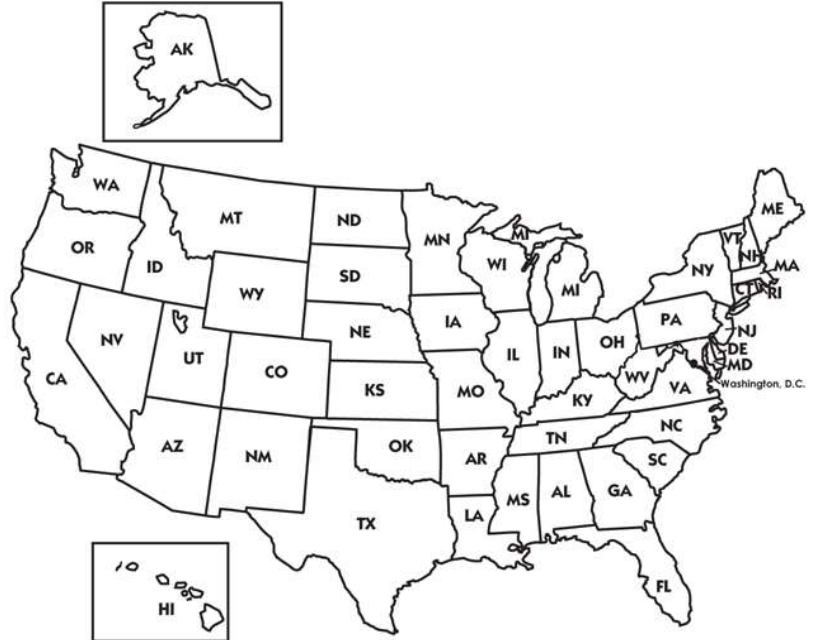 AK
WA
MT
ND
MN
MI
ME
VT
NH
OR
ID
SD
WI
NY
MA
WY
MI
CT
RI
NE
IA
PA
NV
UT
CO
IL
IN
OH
NJ
DE
MD
CA
KS
MO
WV
VA
Washington, D.C.
KY
AZ
NM
OK
AR
TN
NC
SC
MS
AL
GA
TX
LA
FL
HI